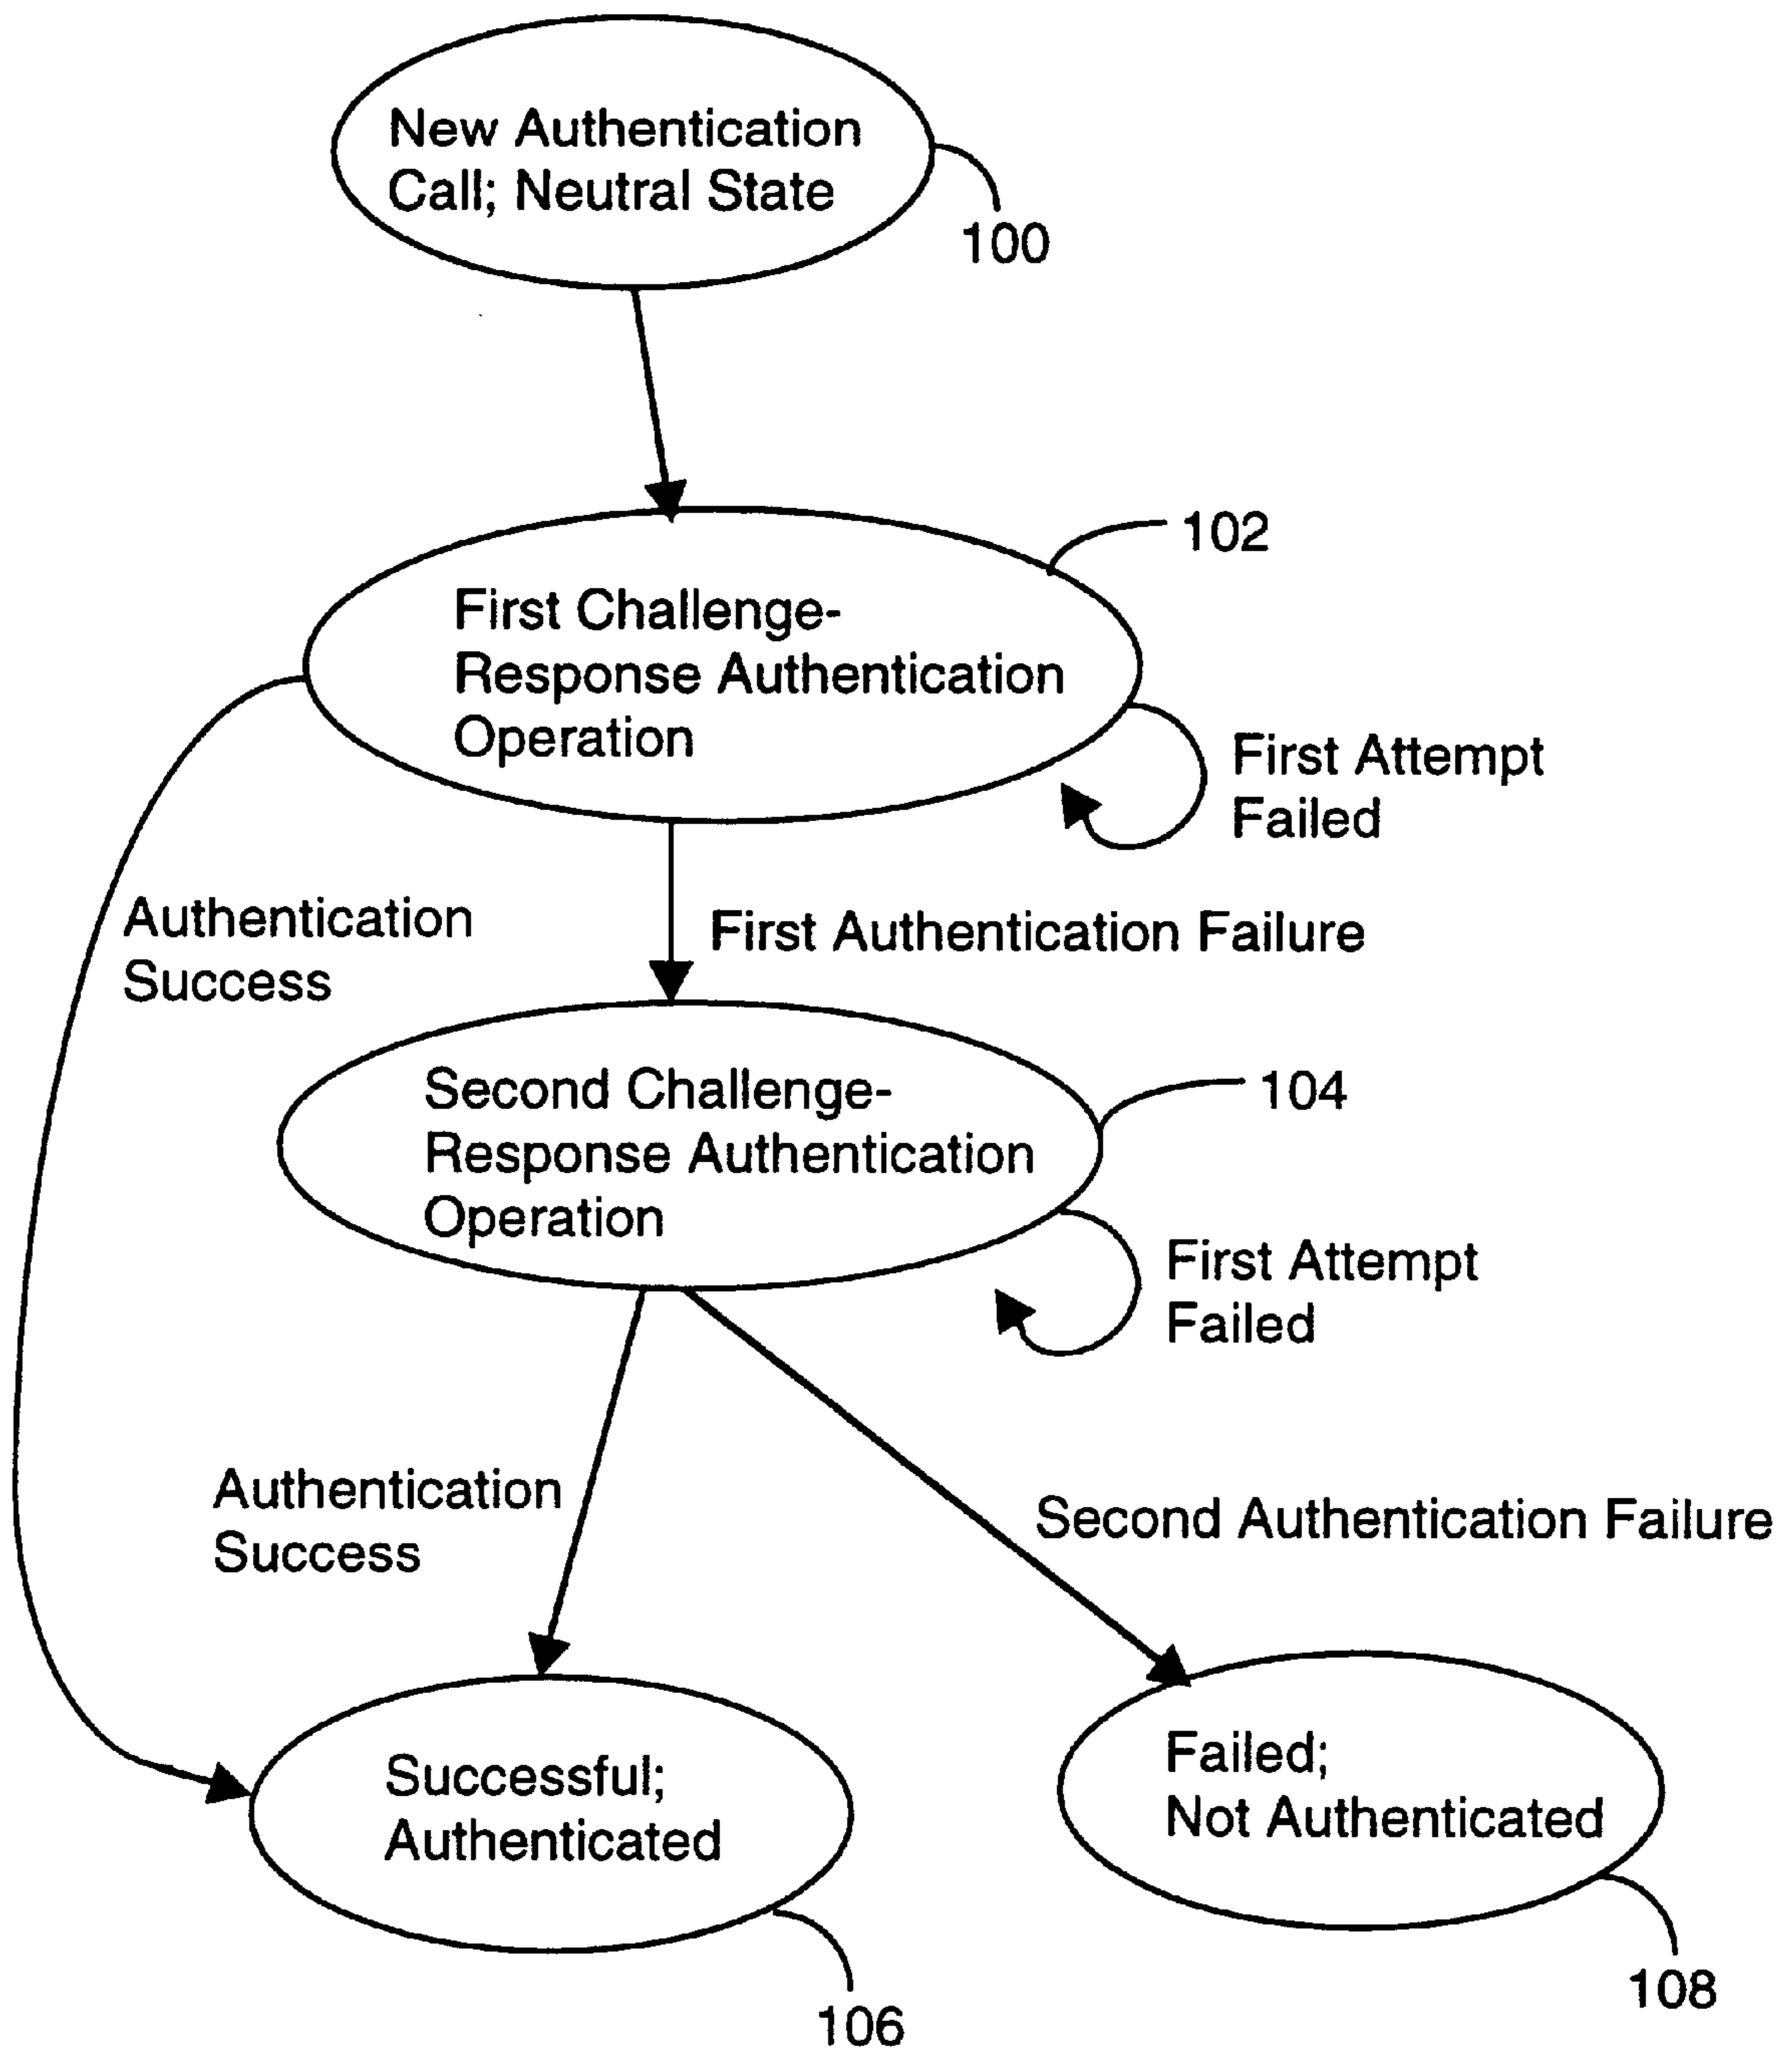 New Authentication
Call; Neutral State
100
102
First Challenge-
Response Authentication
Operation
First Attempt
Failed
Authentication
Success
First Authentication Failure
Second Challenge-
Response Authentication
Operation
104
First Attempt
Failed
Authentication
Success
Second Authentication Failure
Successful;
Authenticated
Failed;
Not Authenticated
106
108